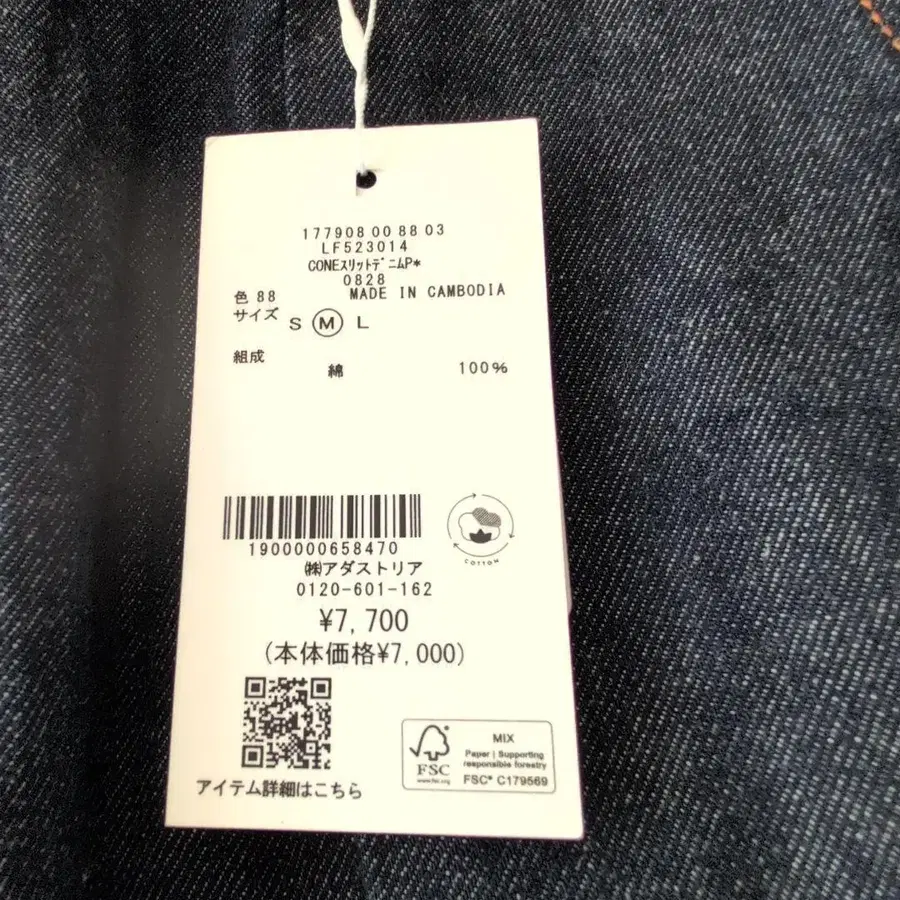 177908 00 88 03
LF523014
CONEスリットデニムP*
0828
色 88 MADE IN CAMBODIA
サイズ S M L
組成
綿 100%
1900000658470
COTTON
㈱アダストリア
0120-601-162
¥7,700
(本体価格¥7,000)
アイテム詳細はこちら
FSC
www.fsc.org
MIX
Paper | Supporting
responsible forestry
FSC® C179569